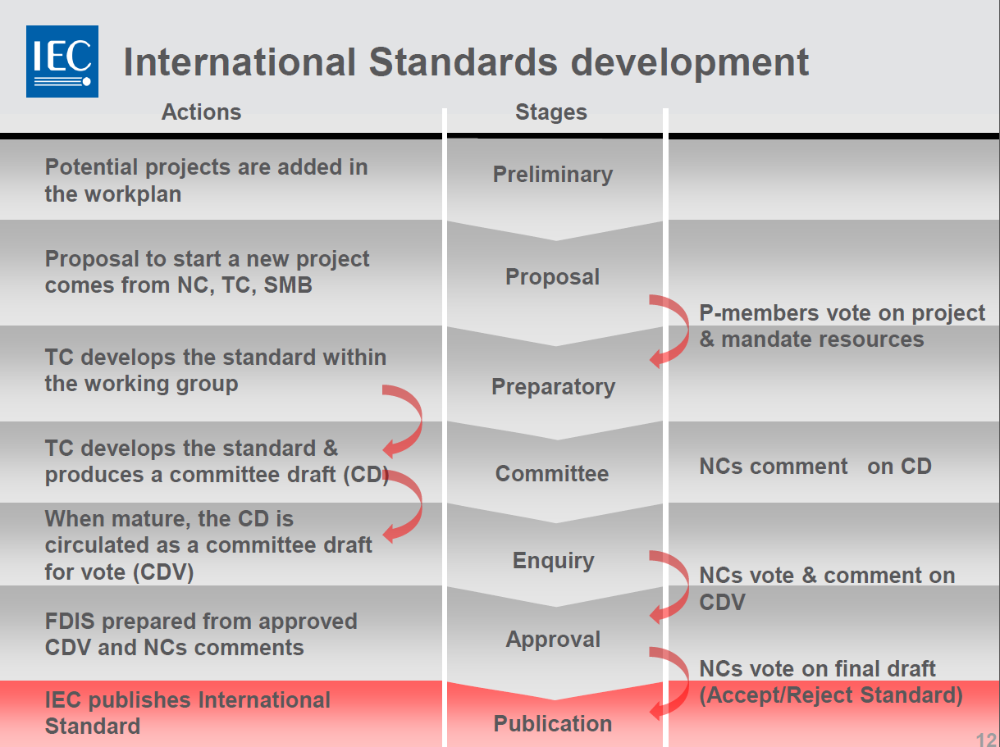 IEC
International Standards development
Actions
Stages
Potential projects are added in
the workplan
Preliminary
Proposal to start a new project
comes from NC, TC, SMB
Proposal
P-members vote on project
& mandate resources
TC develops the standard within
the working group
Preparatory
TC develops the standard &
produces a committee draft (CD)
Committee
NCs comment on CD
When mature, the CD is
circulated as a committee draft
for vote (CDV)
Enquiry
NCs vote & comment on
CDV
FDIS prepared from approved
CDV and NCs comments
Approval
NCs vote on final draft
(Accept/Reject Standard)
IEC publishes International
Standard
Publication
12